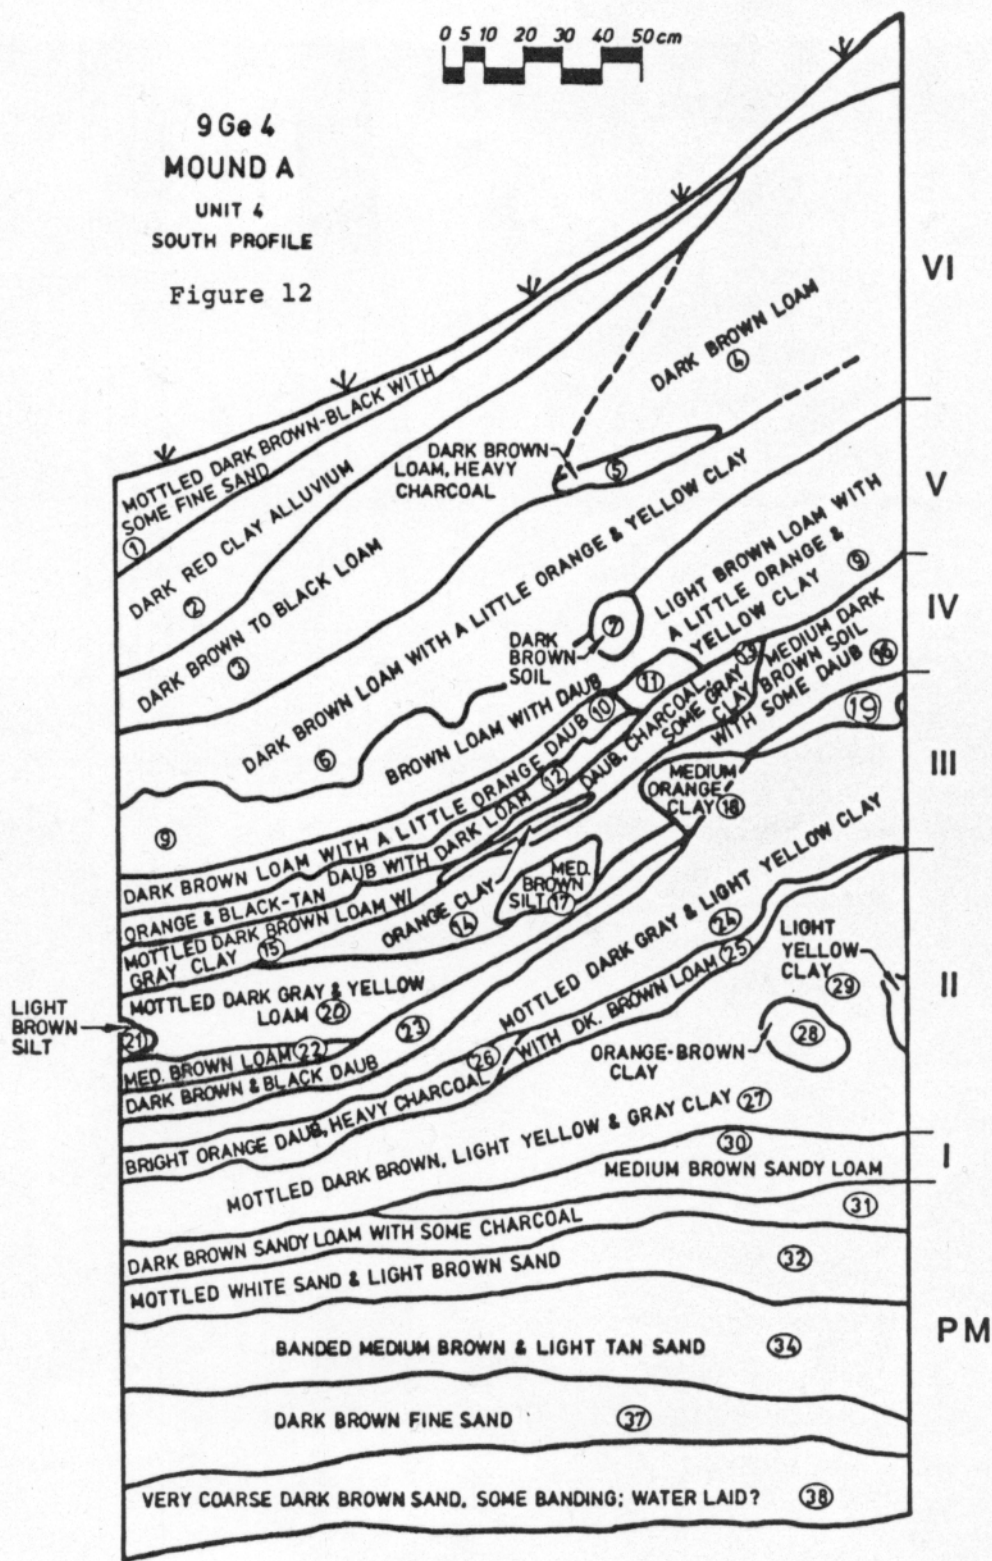 0 5 10 20 30 40 50 cm
9Ge 4
MOUND A
UNIT 4
SOUTH PROFILE
Figure 12
VI
DARK BROWN LOAM
4
MOTTLED DARK BROWN-BLACK WITH
SOME FINE SAND
1
DARK BROWN
LOAM, HEAVY
CHARCOAL
5
DARK RED CLAY ALLUVIUM
2
V
DARK BROWN TO BLACK LOAM
3
DARK BROWN LOAM WITH A LITTLE ORANGE & YELLOW CLAY
6
LIGHT BROWN LOAM WITH
A LITTLE ORANGE &
YELLOW CLAY
9
7
DARK
BROWN
SOIL
IV
BROWN LOAM WITH DAUB
9
11
DARK BROWN LOAM WITH A LITTLE ORANGE DAUB 10
DAUB, CHARCOAL,
SOME GRAY
CLAY
13
MEDIUM DARK
BROWN SOIL
WITH SOME DAUB 16
19
III
ORANGE & BLACK-TAN DAUB WITH DARK LOAM 12
MEDIUM
ORANGE
CLAY 18
MOTTLED DARK BROWN LOAM W/
GRAY CLAY 15
ORANGE CLAY
14
MED.
BROWN
SILT 17
MOTTLED DARK GRAY & LIGHT YELLOW CLAY
24
LIGHT
YELLOW
CLAY
29
II
MOTTLED DARK GRAY & YELLOW
LOAM 20
LIGHT
BROWN
SILT
21
MED. BROWN LOAM 22
23
DARK BROWN & BLACK DAUB
BRIGHT ORANGE DAUB, HEAVY CHARCOAL 26
WITH DK. BROWN LOAM 25
28
ORANGE-BROWN
CLAY
MOTTLED DARK BROWN, LIGHT YELLOW & GRAY CLAY 27
I
30
MEDIUM BROWN SANDY LOAM
DARK BROWN SANDY LOAM WITH SOME CHARCOAL
31
MOTTLED WHITE SAND & LIGHT BROWN SAND
32
PM
BANDED MEDIUM BROWN & LIGHT TAN SAND
34
DARK BROWN FINE SAND
37
VERY COARSE DARK BROWN SAND, SOME BANDING; WATER LAID?
38